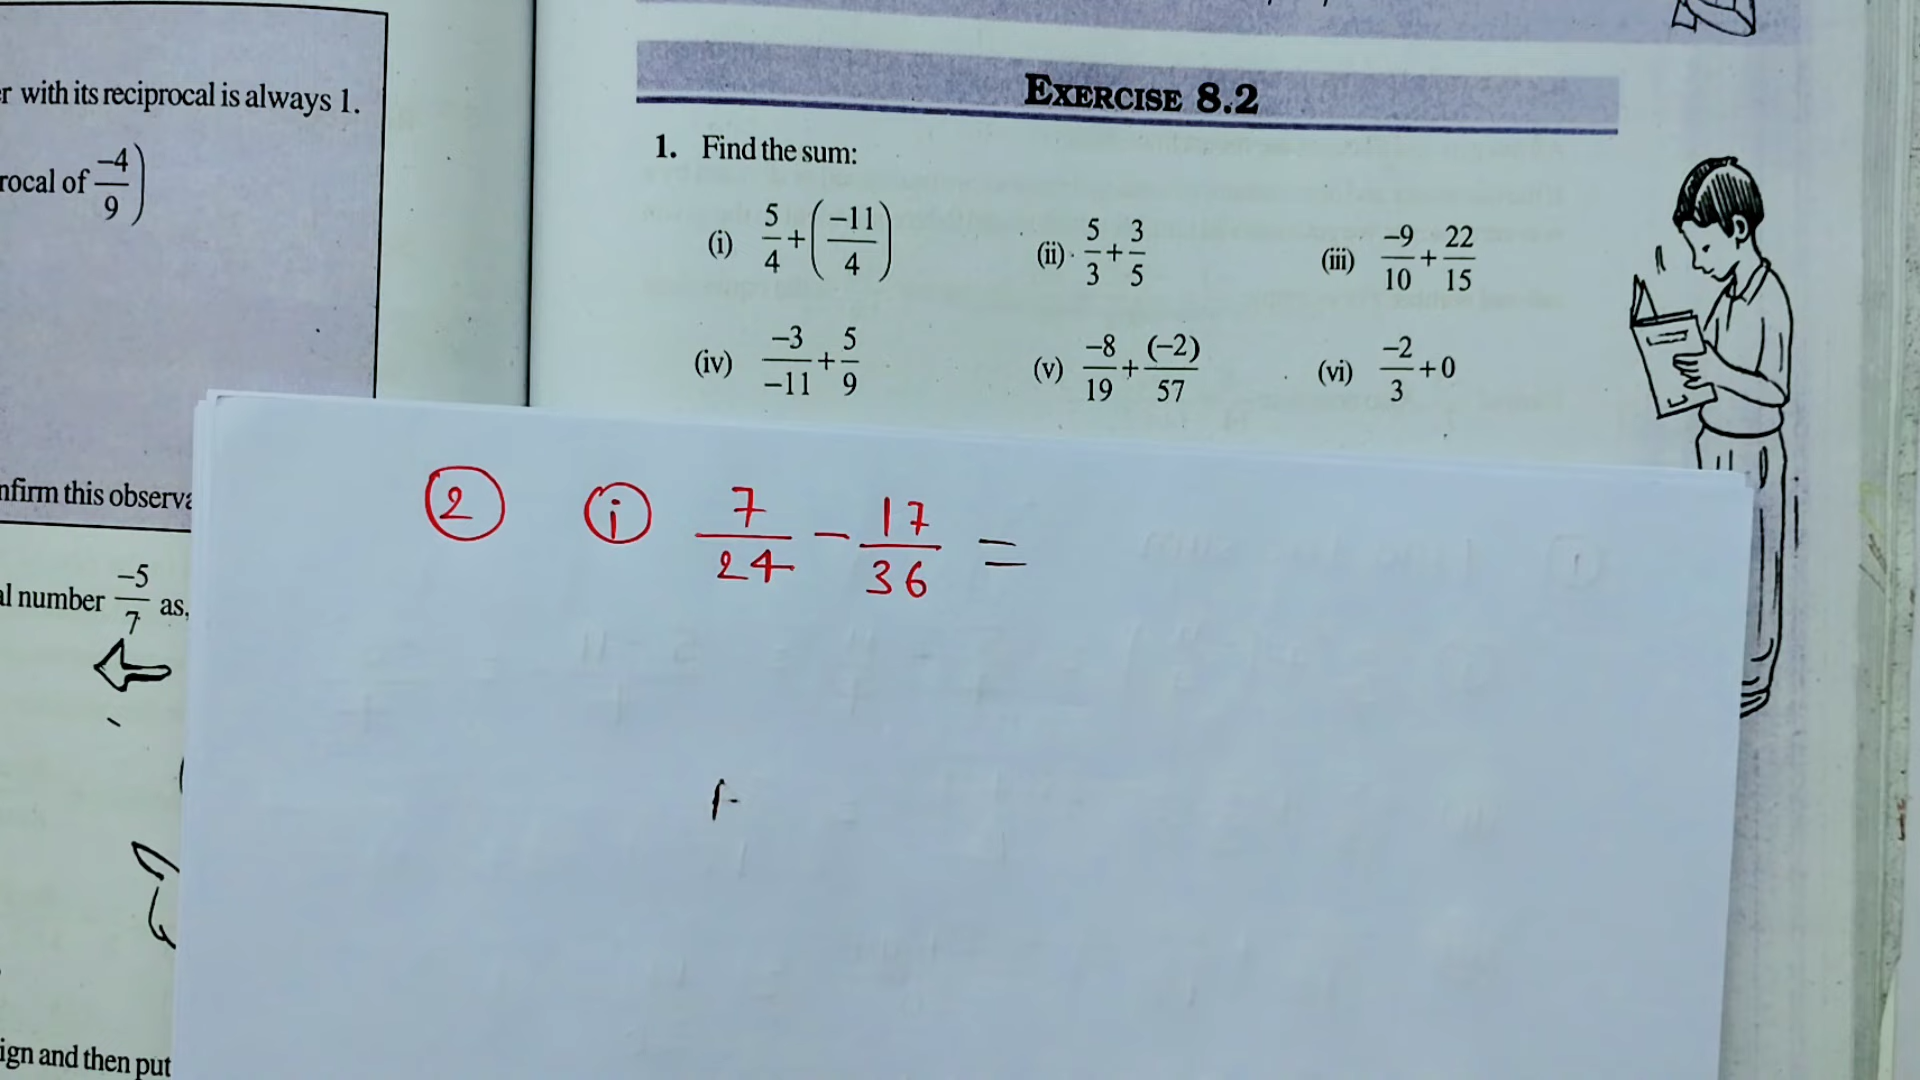 r with its reciprocal is always 1.
rocal of -4/9)
nfirm this observa
al number -5/7 as,
ign and then put
EXERCISE 8.2
1. Find the sum:
(i) 5/4 + (-11/4) (ii) 5/3 + 3/5 (iii) -9/10 + 22/15
(iv) -3/-11 + 5/9 (v) -8/19 + (-2)/57 (vi) -2/3 + 0
2 i 7/24 - 17/36 =